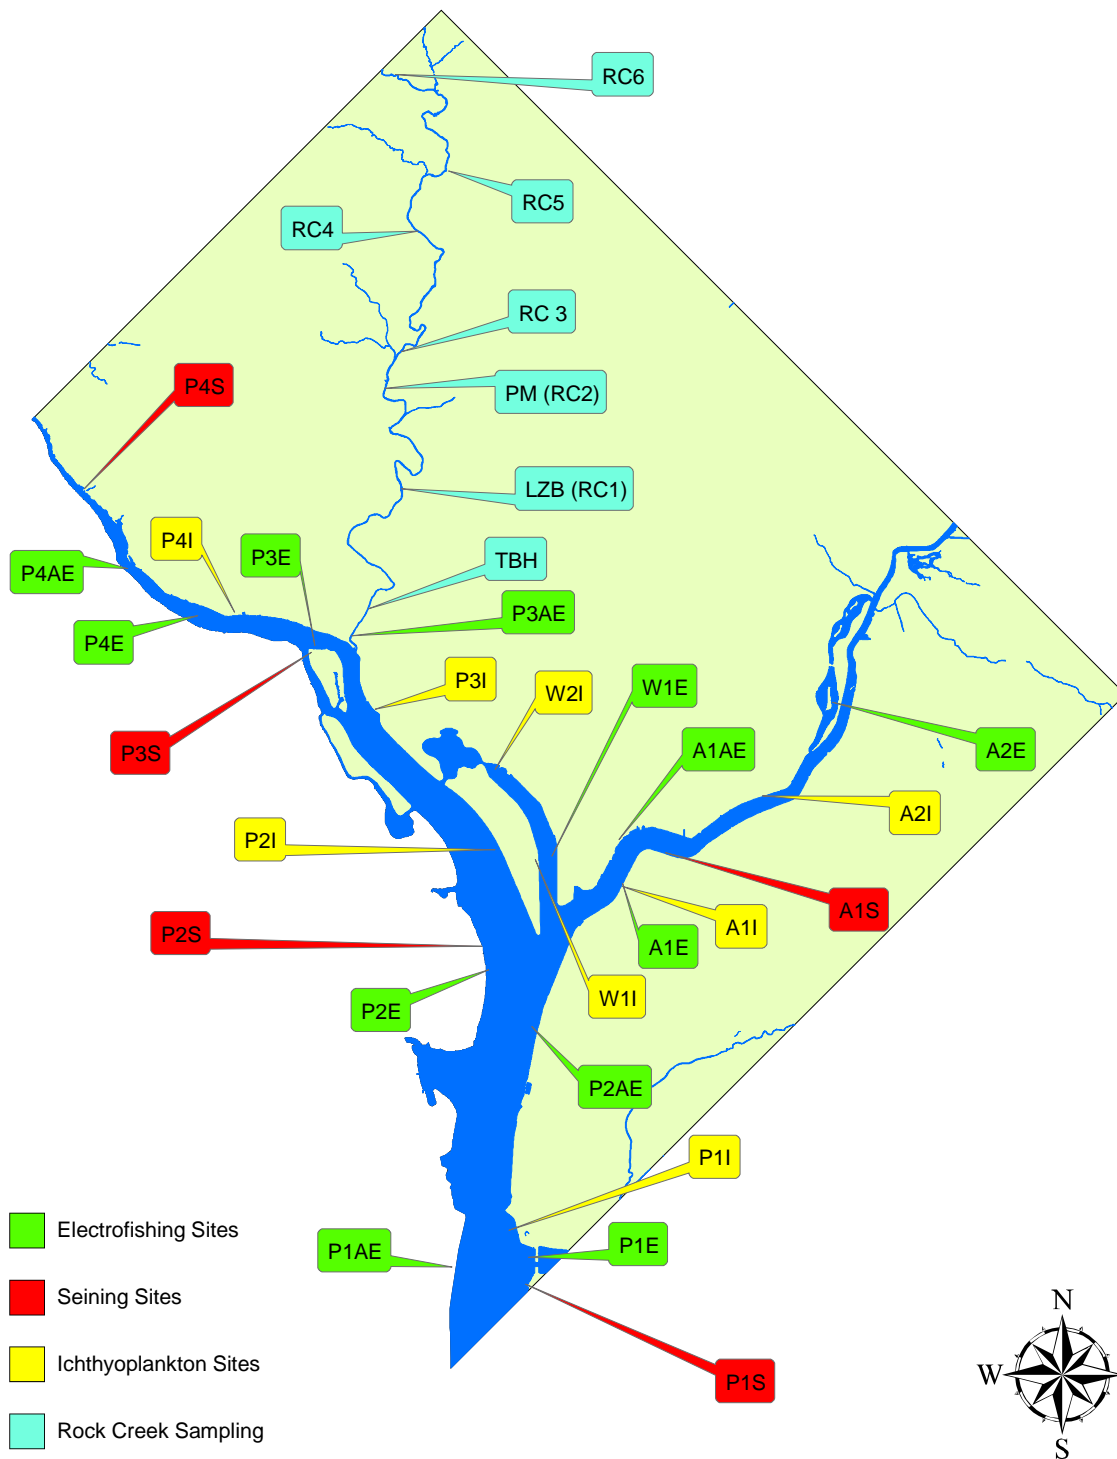 RC6
RC5
RC4
RC 3
P4S
PM (RC2)
LZB (RC1)
P4I
P3E
TBH
P4AE
P3AE
P4E
P3I
W2I
W1E
P3S
A1AE
A2E
A2I
P2I
A1S
P2S
A1I
A1E
W1I
P2E
P2AE
P1I
Electrofishing Sites
P1AE
P1E
Seining Sites
Ichthyoplankton Sites
P1S
Rock Creek Sampling
N
W
S